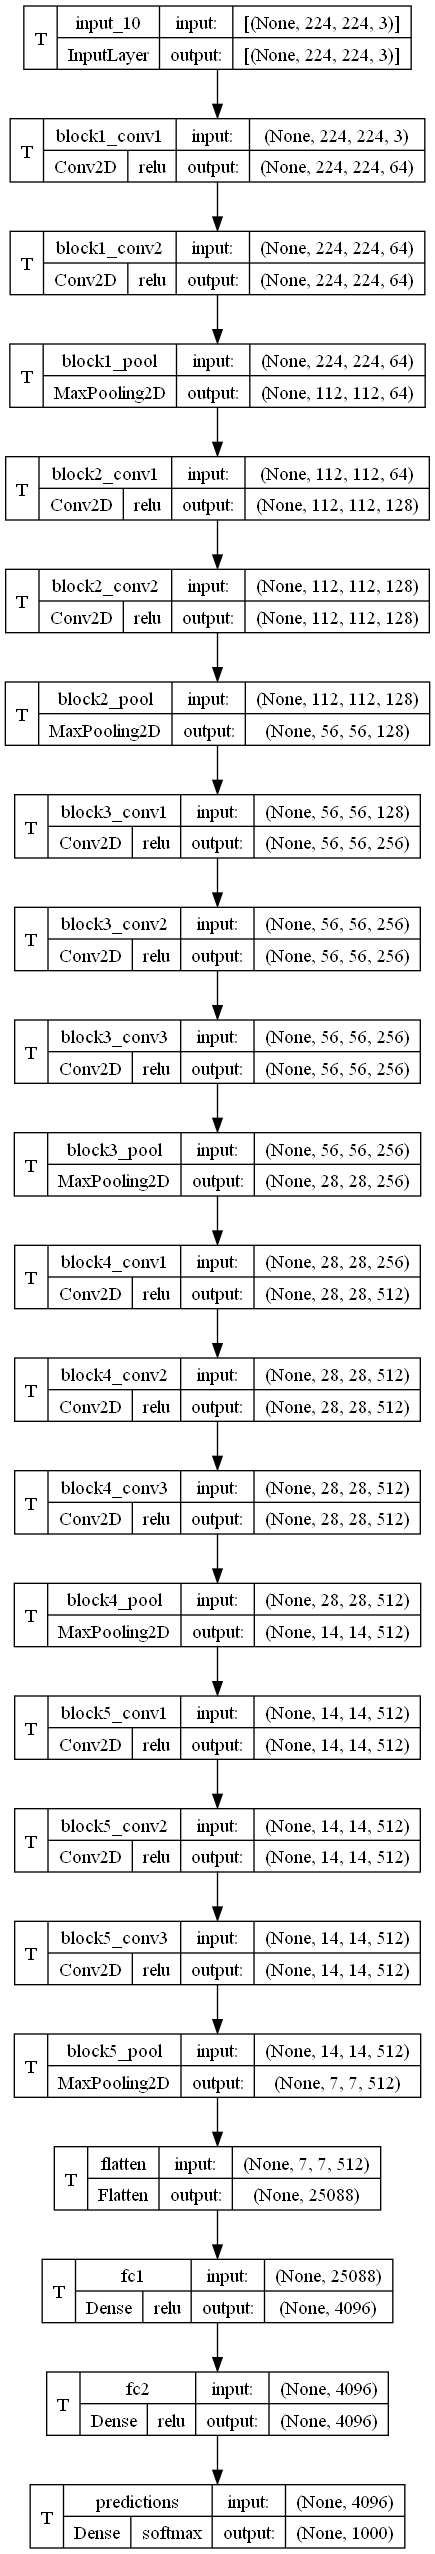 T input_10 input: [(None, 224, 224, 3)]
InputLayer output: [(None, 224, 224, 3)]
T block1_conv1 input: (None, 224, 224, 3)
Conv2D relu output: (None, 224, 224, 64)
T block1_conv2 input: (None, 224, 224, 64)
Conv2D relu output: (None, 224, 224, 64)
T block1_pool input: (None, 224, 224, 64)
MaxPooling2D output: (None, 112, 112, 64)
T block2_conv1 input: (None, 112, 112, 64)
Conv2D relu output: (None, 112, 112, 128)
T block2_conv2 input: (None, 112, 112, 128)
Conv2D relu output: (None, 112, 112, 128)
T block2_pool input: (None, 112, 112, 128)
MaxPooling2D output: (None, 56, 56, 128)
T block3_conv1 input: (None, 56, 56, 128)
Conv2D relu output: (None, 56, 56, 256)
T block3_conv2 input: (None, 56, 56, 256)
Conv2D relu output: (None, 56, 56, 256)
T block3_conv3 input: (None, 56, 56, 256)
Conv2D relu output: (None, 56, 56, 256)
T block3_pool input: (None, 56, 56, 256)
MaxPooling2D output: (None, 28, 28, 256)
T block4_conv1 input: (None, 28, 28, 256)
Conv2D relu output: (None, 28, 28, 512)
T block4_conv2 input: (None, 28, 28, 512)
Conv2D relu output: (None, 28, 28, 512)
T block4_conv3 input: (None, 28, 28, 512)
Conv2D relu output: (None, 28, 28, 512)
T block4_pool input: (None, 28, 28, 512)
MaxPooling2D output: (None, 14, 14, 512)
T block5_conv1 input: (None, 14, 14, 512)
Conv2D relu output: (None, 14, 14, 512)
T block5_conv2 input: (None, 14, 14, 512)
Conv2D relu output: (None, 14, 14, 512)
T block5_conv3 input: (None, 14, 14, 512)
Conv2D relu output: (None, 14, 14, 512)
T block5_pool input: (None, 14, 14, 512)
MaxPooling2D output: (None, 7, 7, 512)
T flatten input: (None, 7, 7, 512)
Flatten output: (None, 25088)
T fc1 input: (None, 25088)
Dense relu output: (None, 4096)
T fc2 input: (None, 4096)
Dense relu output: (None, 4096)
T predictions input: (None, 4096)
Dense softmax output: (None, 1000)